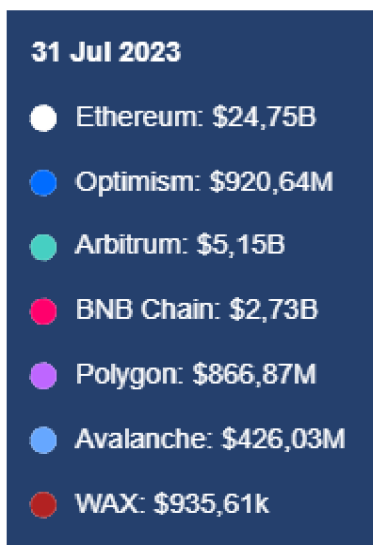 31 Jul 2023
Ethereum: $24,75B
Optimism: $920,64M
Arbitrum: $5,15B
BNB Chain: $2,73B
Polygon: $866,87M
Avalanche: $426,03M
WAX: $935,61k